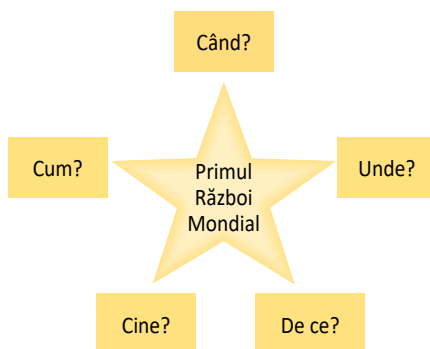 Când?
Cum?
Primul
Război
Mondial
Unde?
Cine?
De ce?